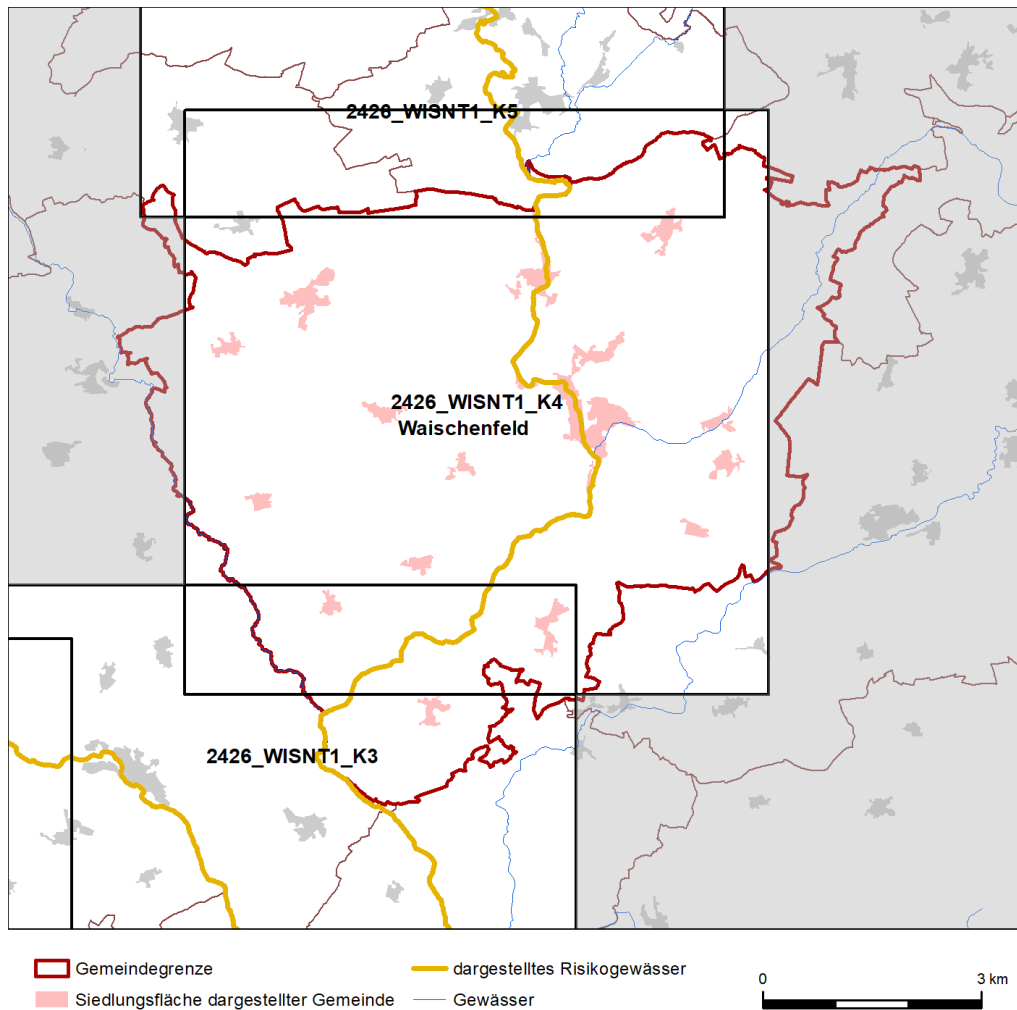 2426_WISNT1_K5
2426_WISNT1_K4
Waischenfeld
2426_WISNT1_K3
Gemeindegrenze
dargestelltes Risikogewässer
Siedlungsfläche dargestellter Gemeinde
Gewässer
0
3 km